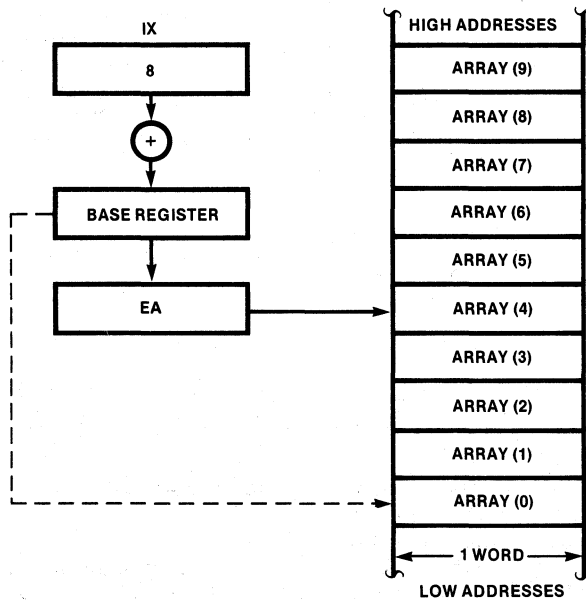 IX
8
+
BASE REGISTER
EA
HIGH ADDRESSES
ARRAY (9)
ARRAY (8)
ARRAY (7)
ARRAY (6)
ARRAY (5)
ARRAY (4)
ARRAY (3)
ARRAY (2)
ARRAY (1)
ARRAY (0)
1 WORD
LOW ADDRESSES